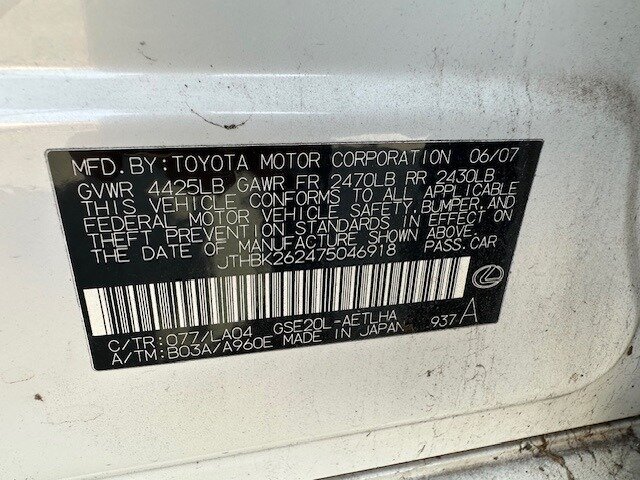 MFD. BY: TOYOTA MOTOR CORPORATION 06/07
GVWR 4425LB GAWR FR 2470LB RR 2430LB
THIS VEHICLE CONFORMS TO ALL APPLICABLE
FEDERAL MOTOR VEHICLE SAFETY, BUMPER, AND
THEFT PREVENTION STANDARDS IN EFFECT ON
THE DATE OF MANUFACTURE SHOWN ABOVE.
JTHBK262475046918 PASS. CAR
C/TR: 077/LA04 GSE20L-AETLHA 937 A
A/TM: B03A/A960E MADE IN JAPAN